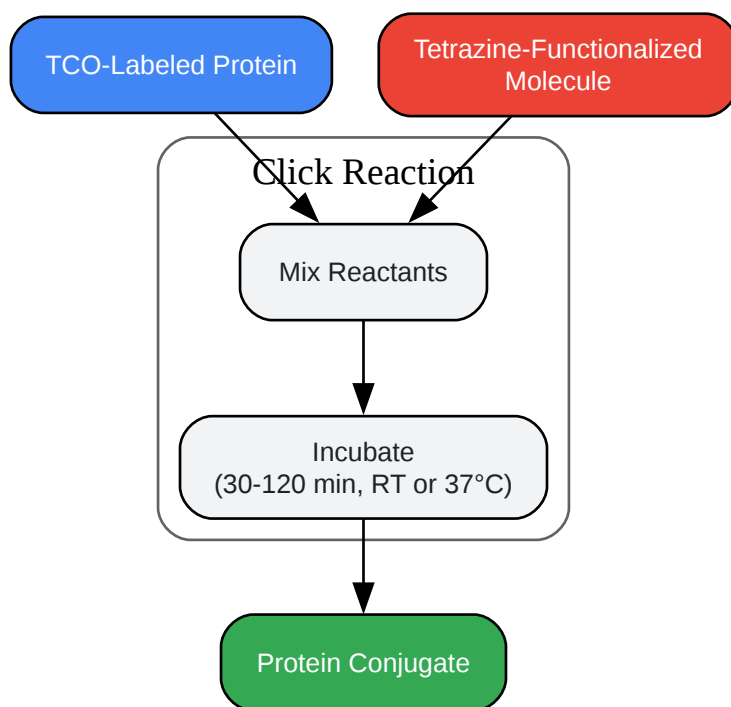 TCO-Labeled Protein
Tetrazine-Functionalized
Molecule
Click Reaction
Mix Reactants
Incubate
(30-120 min, RT or 37°C)
Protein Conjugate